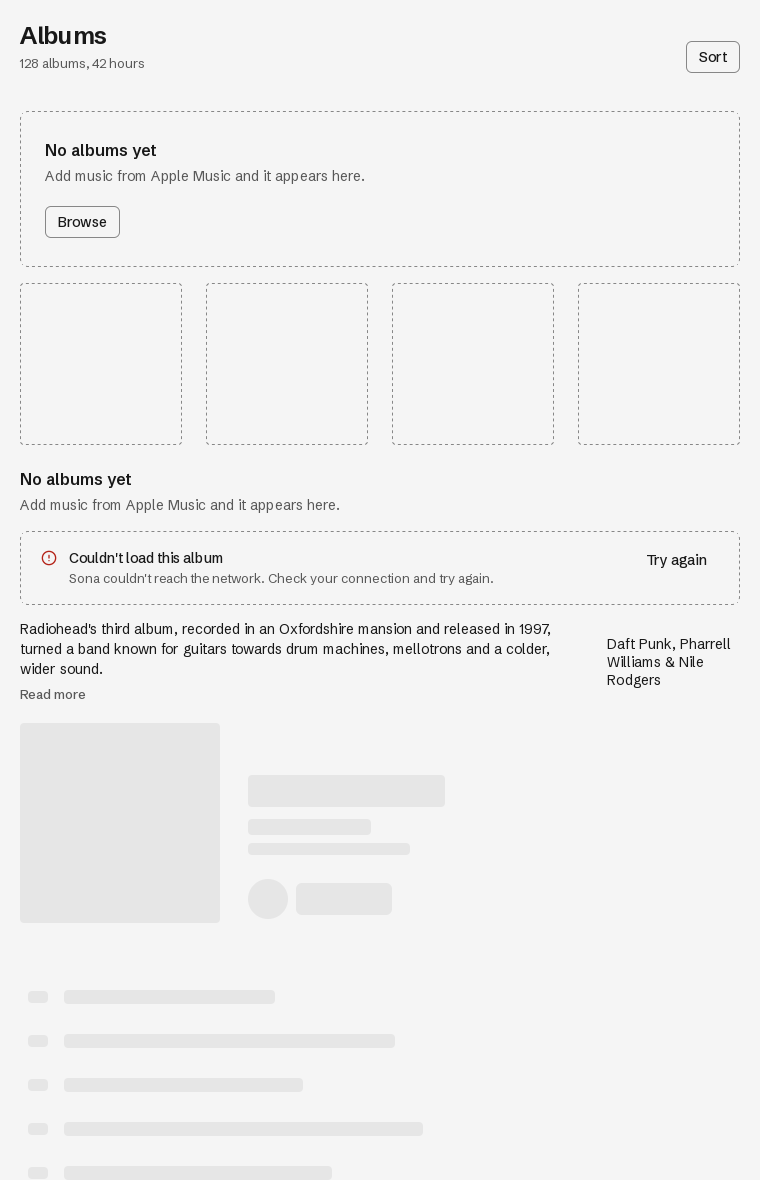 Albums
128 albums, 42 hours
Sort
No albums yet
Add music from Apple Music and it appears here.
Browse
No albums yet
Add music from Apple Music and it appears here.
Couldn't load this album
Sona couldn't reach the network. Check your connection and try again.
Try again
Radiohead's third album, recorded in an Oxfordshire mansion and released in 1997,
turned a band known for guitars towards drum machines, mellotrons and a colder,
wider sound.
Read more
Daft Punk, Pharrell
Williams & Nile
Rodgers